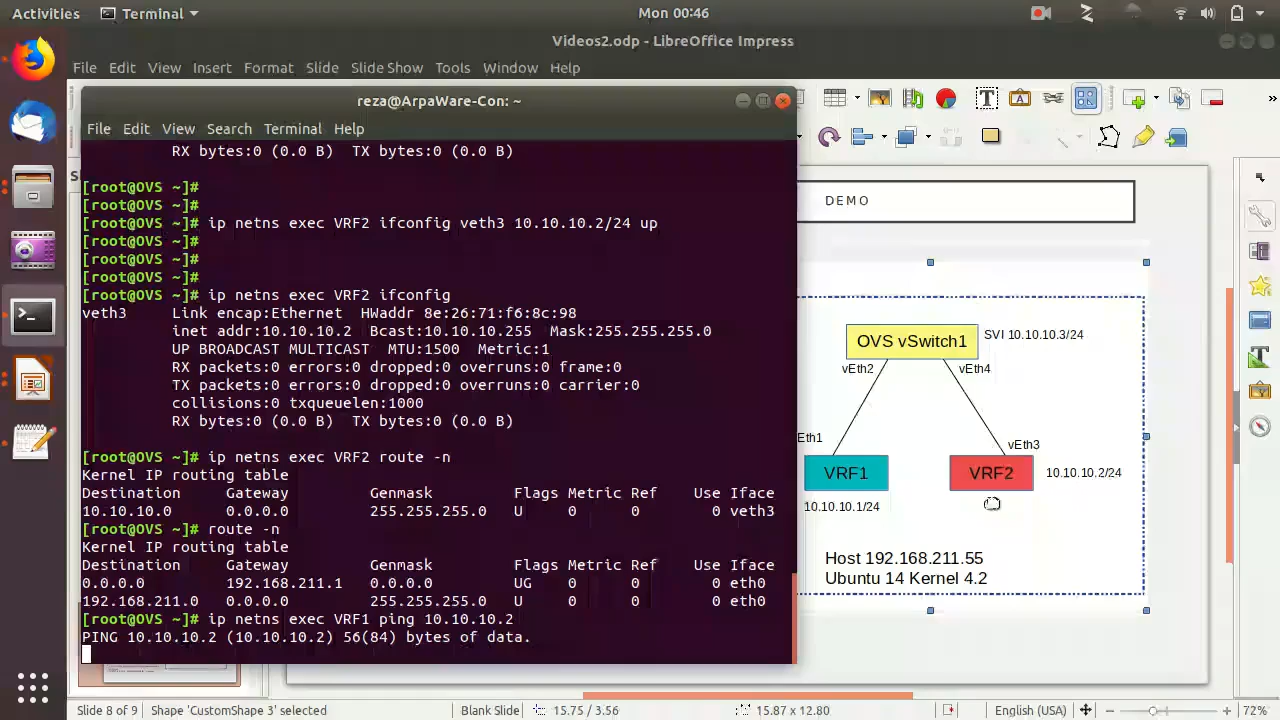 Activities
Terminal
Mon 00:46
Videos2.odp - LibreOffice Impress
File Edit View Insert Format Slide Slide Show Tools Window Help
reza@ArpaWare-Con: ~
File Edit View Search Terminal Help
RX bytes:0 (0.0 B) TX bytes:0 (0.0 B)
[root@OVS ~]#
[root@OVS ~]#
[root@OVS ~]# ip netns exec VRF2 ifconfig veth3 10.10.10.2/24 up
[root@OVS ~]#
[root@OVS ~]#
[root@OVS ~]#
[root@OVS ~]# ip netns exec VRF2 ifconfig
veth3 Link encap:Ethernet HWaddr 8e:26:71:f6:8c:98
inet addr:10.10.10.2 Bcast:10.10.10.255 Mask:255.255.255.0
UP BROADCAST MULTICAST MTU:1500 Metric:1
RX packets:0 errors:0 dropped:0 overruns:0 frame:0
TX packets:0 errors:0 dropped:0 overruns:0 carrier:0
collisions:0 txqueuelen:1000
RX bytes:0 (0.0 B) TX bytes:0 (0.0 B)
[root@OVS ~]# ip netns exec VRF2 route -n
Kernel IP routing table
Destination Gateway Genmask Flags Metric Ref Use Iface
10.10.10.0 0.0.0.0 255.255.255.0 U 0 0 0 veth3
[root@OVS ~]# route -n
Kernel IP routing table
Destination Gateway Genmask Flags Metric Ref Use Iface
0.0.0.0 192.168.211.1 0.0.0.0 UG 0 0 0 eth0
192.168.211.0 0.0.0.0 255.255.255.0 U 0 0 0 eth0
[root@OVS ~]# ip netns exec VRF1 ping 10.10.10.2
PING 10.10.10.2 (10.10.10.2) 56(84) bytes of data.
DEMO
OVS vSwitch1
SVI 10.10.10.3/24
vEth2
vEth4
Eth1
vEth3
VRF1
VRF2
10.10.10.2/24
10.10.10.1/24
Host 192.168.211.55
Ubuntu 14 Kernel 4.2
Slide 8 of 9
Shape 'CustomShape 3' selected
Blank Slide
15.75 / 3.56
15.87 x 12.80
English (USA)
72%